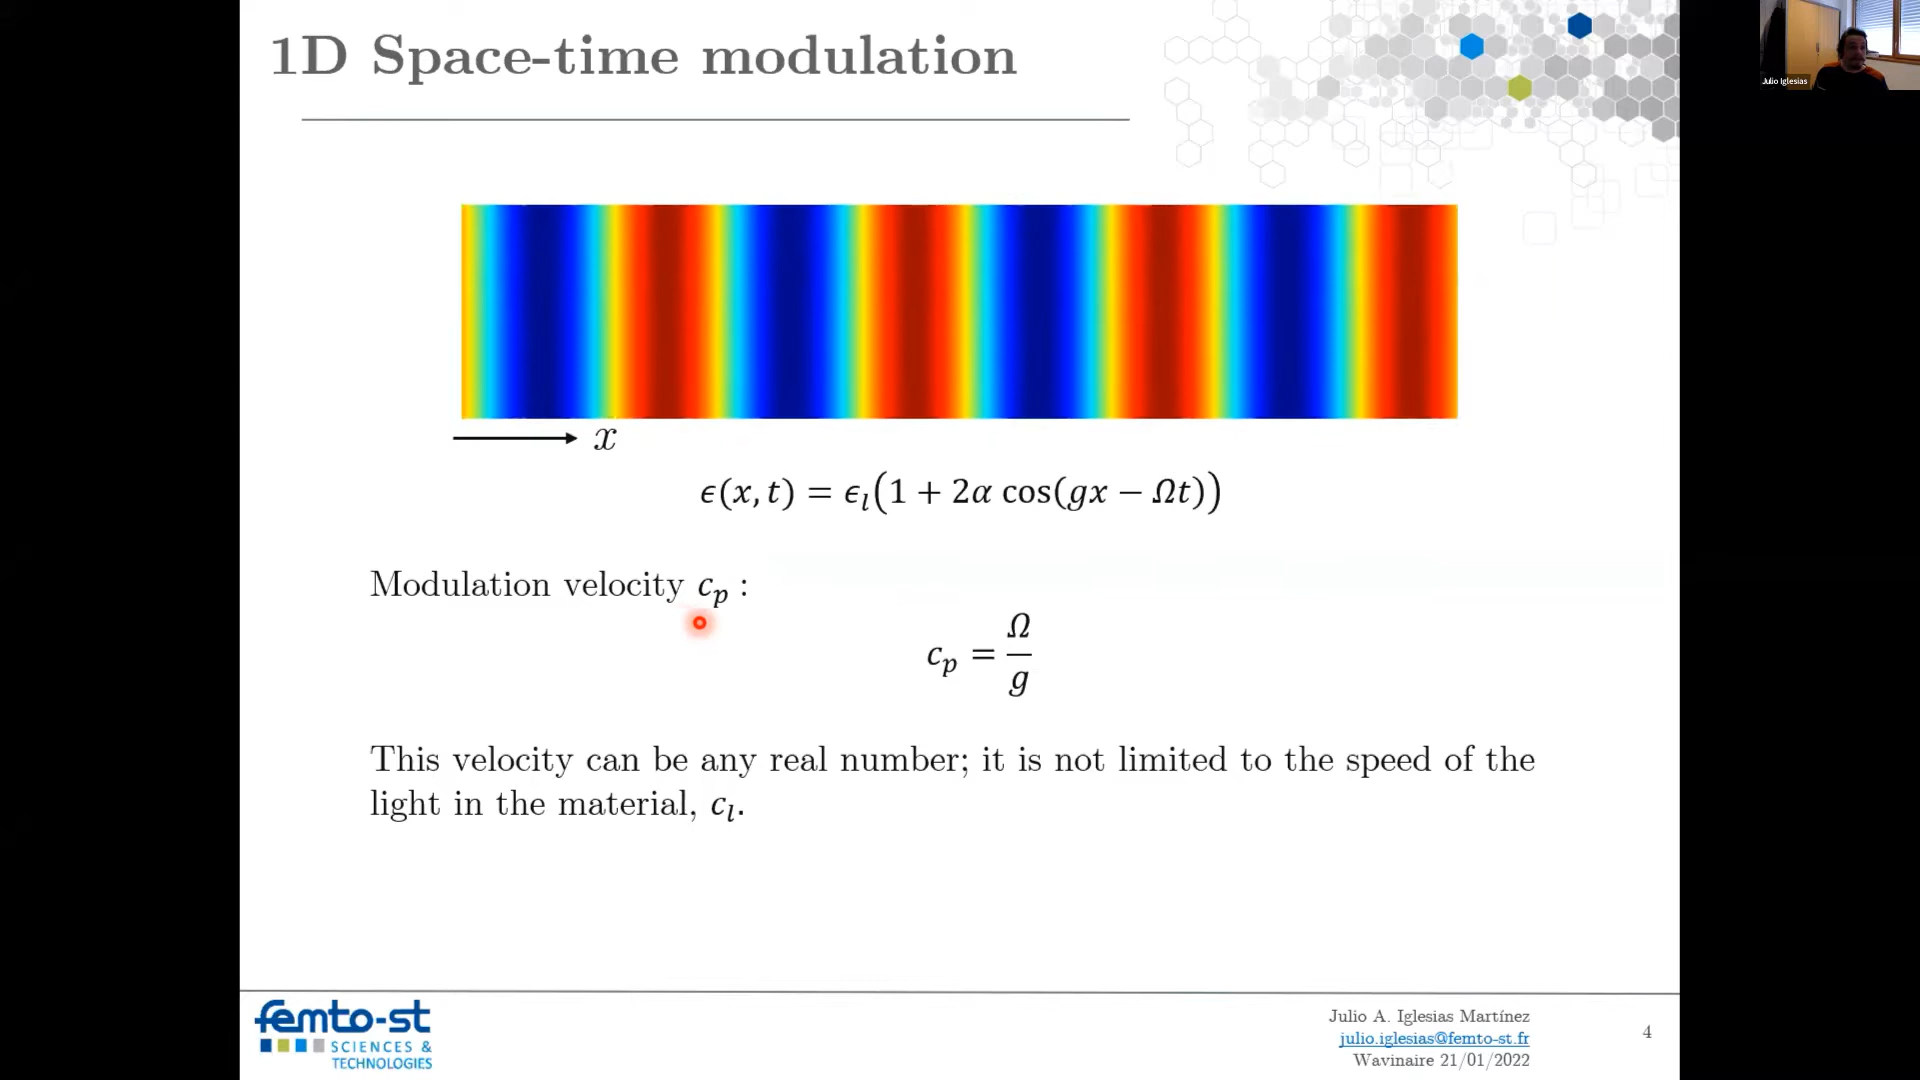 1D Space-time modulation
Julio Iglesias
x
ϵ(x, t) = ϵ_l(1 + 2α cos(gx − Ωt))
Modulation velocity c_p :
c_p = Ω/g
This velocity can be any real number; it is not limited to the speed of the
light in the material, c_l.
femto-st
SCIENCES &
TECHNOLOGIES
Julio A. Iglesias Martínez
julio.iglesias@femto-st.fr
Wavinaire 21/01/2022
4